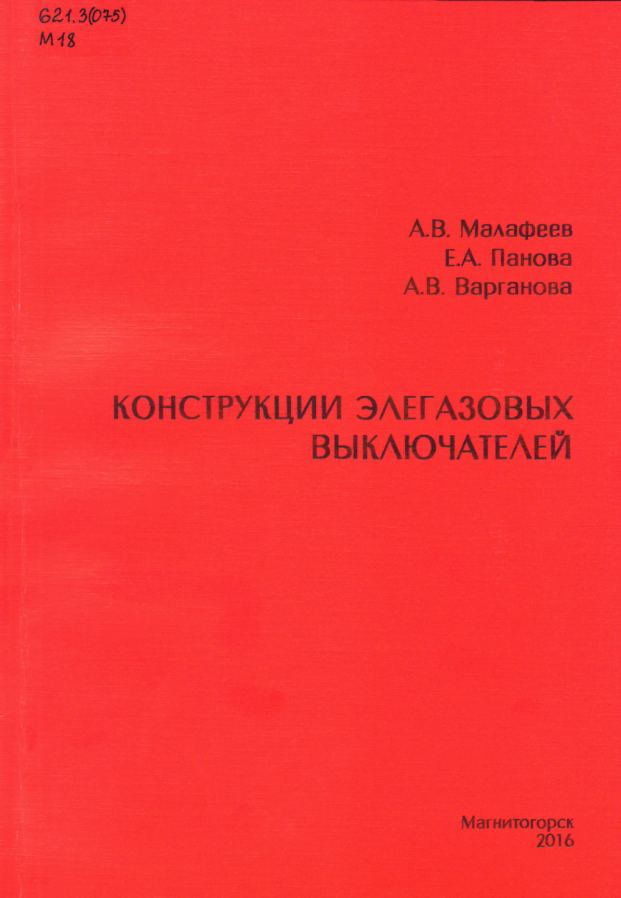 621.3(075)
М18
А.В. Малафеев
Е.А. Панова
А.В. Варганова
КОНСТРУКЦИИ ЭЛЕГАЗОВЫХ
ВЫКЛЮЧАТЕЛЕЙ
Магнитогорск
2016